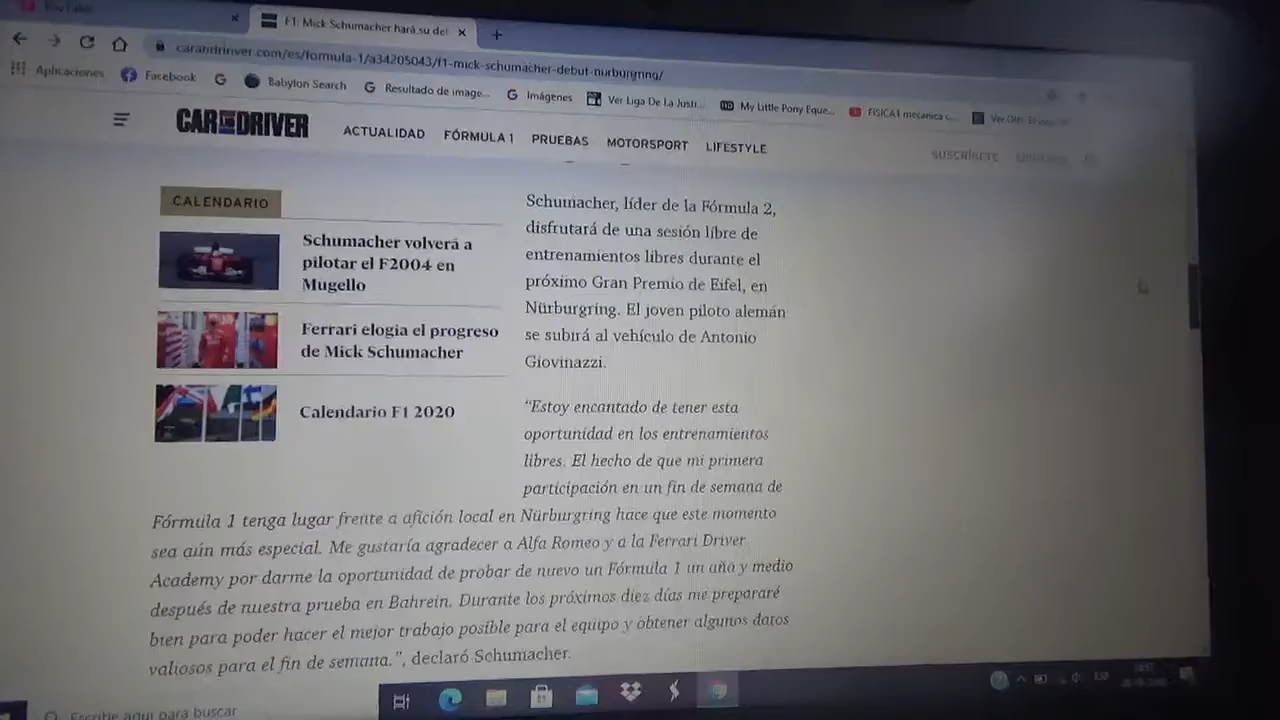 YouTube
F1: Mick Schumacher hará su de
carandriver.com/es/formula-1/a34205043/f1-mick-schumacher-debut-nurburgring/
Aplicaciones
Facebook
Babylon Search
Resultado de image...
Imágenes
Ver Liga De La Justi...
My Little Pony Eque...
FISICA I mecanica c...
CAR AND DRIVER
ACTUALIDAD
FÓRMULA 1
PRUEBAS
MOTORSPORT
LIFESTYLE
SUSCRÍBETE
CALENDARIO
Schumacher volverá a
pilotar el F2004 en
Mugello
Ferrari elogia el progreso
de Mick Schumacher
Calendario F1 2020
Schumacher, líder de la Fórmula 2,
disfrutará de una sesión libre de
entrenamientos libres durante el
próximo Gran Premio de Eifel, en
Nürburgring. El joven piloto alemán
se subirá al vehículo de Antonio
Giovinazzi.
“Estoy encantado de tener esta
oportunidad en los entrenamientos
libres. El hecho de que mi primera
participación en un fin de semana de
Fórmula 1 tenga lugar frente a afición local en Nürburgring hace que este momento
sea aún más especial. Me gustaría agradecer a Alfa Romeo y a la Ferrari Driver
Academy por darme la oportunidad de probar de nuevo un Fórmula 1 un año y medio
después de nuestra prueba en Bahrein. Durante los próximos diez días me prepararé
bien para poder hacer el mejor trabajo posible para el equipo y obtener algunos datos
valiosos para el fin de semana.”, declaró Schumacher.
Escribe aquí para buscar
ESP